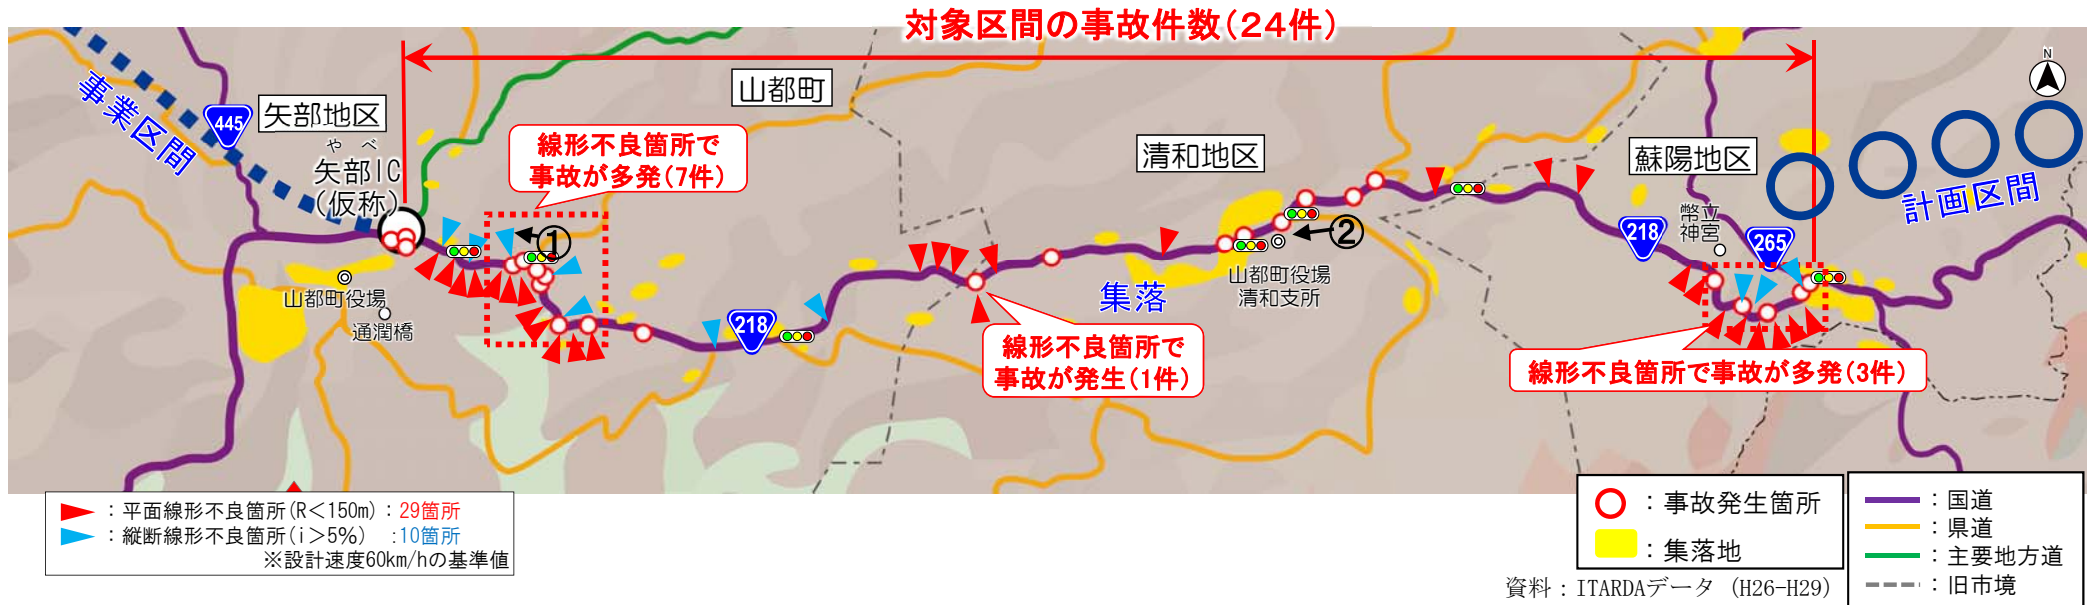 対象区間の事故件数(24件)
N
事業区間
445
矢部地区
やべ
矢部IC
(仮称)
山都町
線形不良箇所で
事故が多発(7件)
①
清和地区
②
蘇陽地区
計画区間
幣立
神宮
218
265
山都町役場
通潤橋
218
集落
山都町役場
清和支所
線形不良箇所で
事故が発生(1件)
線形不良箇所で事故が多発(3件)
：平面線形不良箇所(R＜150m)：29箇所
：縦断線形不良箇所(i＞5%)　:10箇所
※設計速度60km/hの基準値
：事故発生箇所
：集落地
：国道
：県道
：主要地方道
：旧市境
資料：ITARDAデータ (H26-H29)